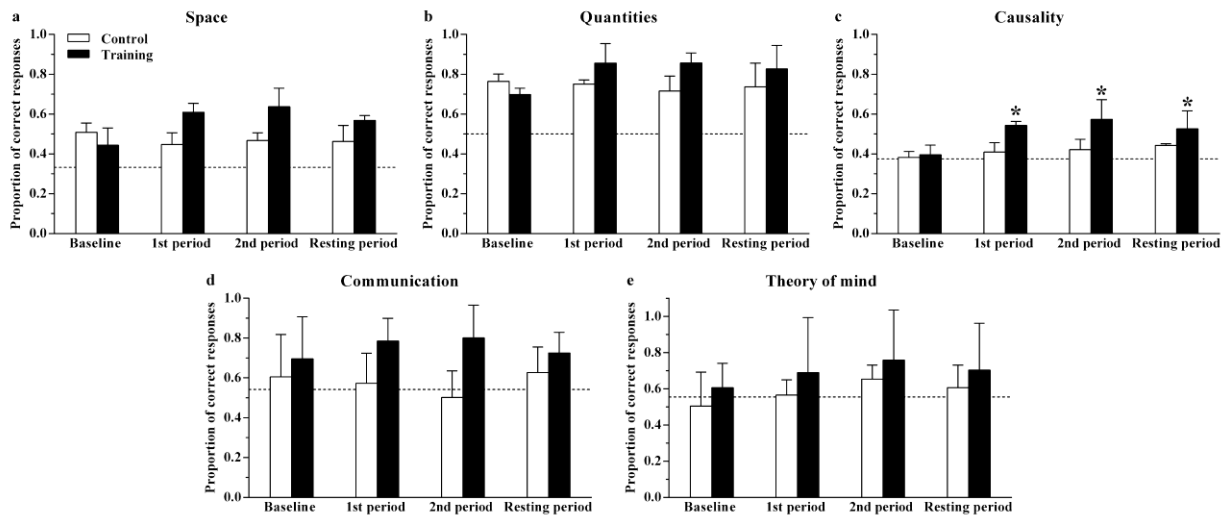 a Space
Control
Training
Proportion of correct responses
1.0
0.8
0.6
0.4
0.2
0.0
Baseline 1st period 2nd period Resting period
b Quantities
Proportion of correct responses
1.0
0.8
0.6
0.4
0.2
0.0
Baseline 1st period 2nd period Resting period
c Causality
Proportion of correct responses
1.0
0.8
0.6
0.4
0.2
0.0
* * *
Baseline 1st period 2nd period Resting period
d Communication
Proportion of correct responses
1.0
0.8
0.6
0.4
0.2
0.0
Baseline 1st period 2nd period Resting period
e Theory of mind
Proportion of correct responses
1.0
0.8
0.6
0.4
0.2
0.0
Baseline 1st period 2nd period Resting period